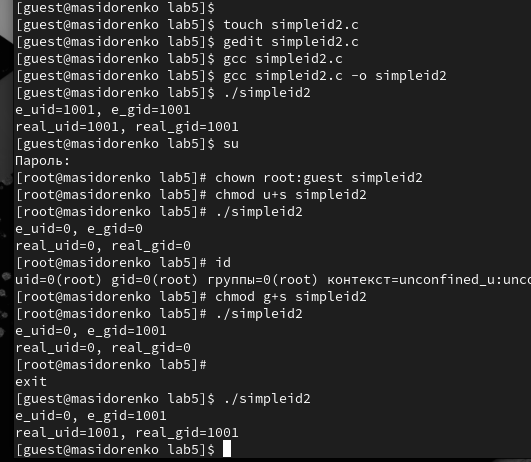 [guest@masidorenko lab5]$
[guest@masidorenko lab5]$ touch simpleid2.c
[guest@masidorenko lab5]$ gedit simpleid2.c
[guest@masidorenko lab5]$ gcc simpleid2.c
[guest@masidorenko lab5]$ gcc simpleid2.c -o simpleid2
[guest@masidorenko lab5]$ ./simpleid2
e_uid=1001, e_gid=1001
real_uid=1001, real_gid=1001
[guest@masidorenko lab5]$ su
Пароль:
[root@masidorenko lab5]# chown root:guest simpleid2
[root@masidorenko lab5]# chmod u+s simpleid2
[root@masidorenko lab5]# ./simpleid2
e_uid=0, e_gid=0
real_uid=0, real_gid=0
[root@masidorenko lab5]# id
uid=0(root) gid=0(root) группы=0(root) контекст=unconfined_u:unco
[root@masidorenko lab5]# chmod g+s simpleid2
[root@masidorenko lab5]# ./simpleid2
e_uid=0, e_gid=1001
real_uid=0, real_gid=0
[root@masidorenko lab5]#
exit
[guest@masidorenko lab5]$ ./simpleid2
e_uid=0, e_gid=1001
real_uid=1001, real_gid=1001
[guest@masidorenko lab5]$